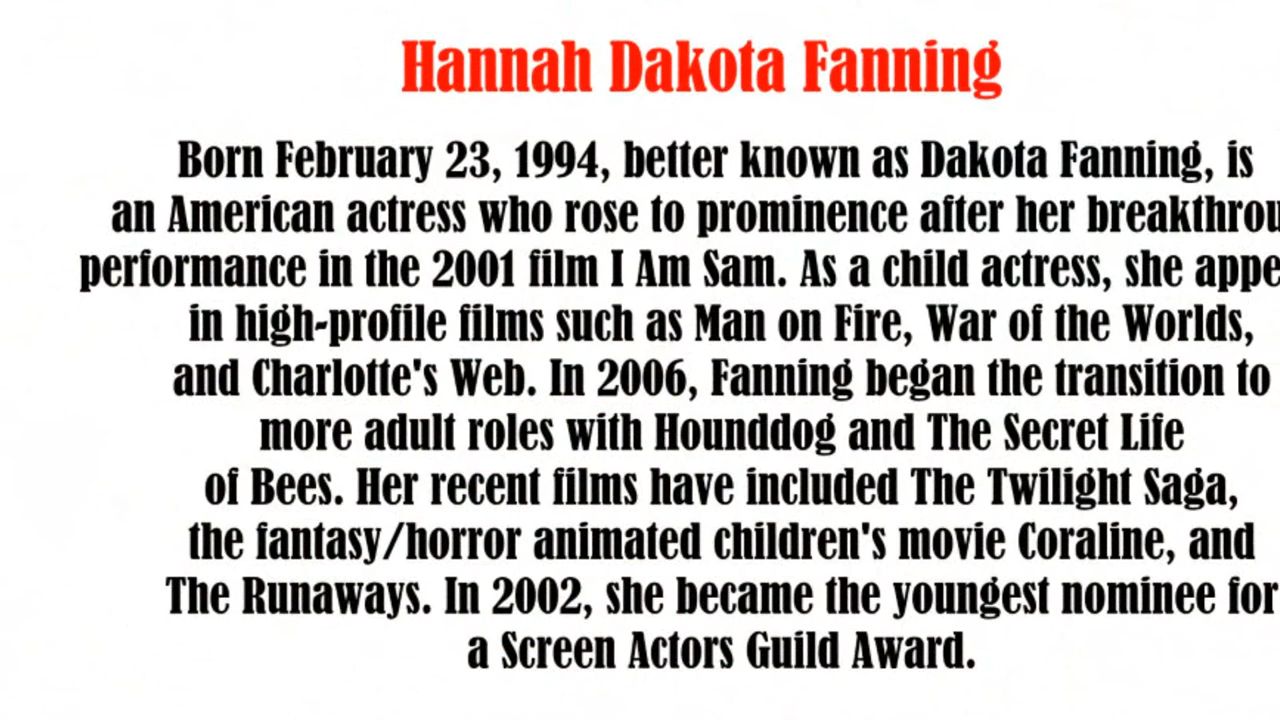 Hannah Dakota Fanning
Born February 23, 1994, better known as Dakota Fanning, is
an American actress who rose to prominence after her breakthrou
performance in the 2001 film I Am Sam. As a child actress, she appe
in high-profile films such as Man on Fire, War of the Worlds,
and Charlotte's Web. In 2006, Fanning began the transition to
more adult roles with Hounddog and The Secret Life
of Bees. Her recent films have included The Twilight Saga,
the fantasy/horror animated children's movie Coraline, and
The Runaways. In 2002, she became the youngest nominee for
a Screen Actors Guild Award.